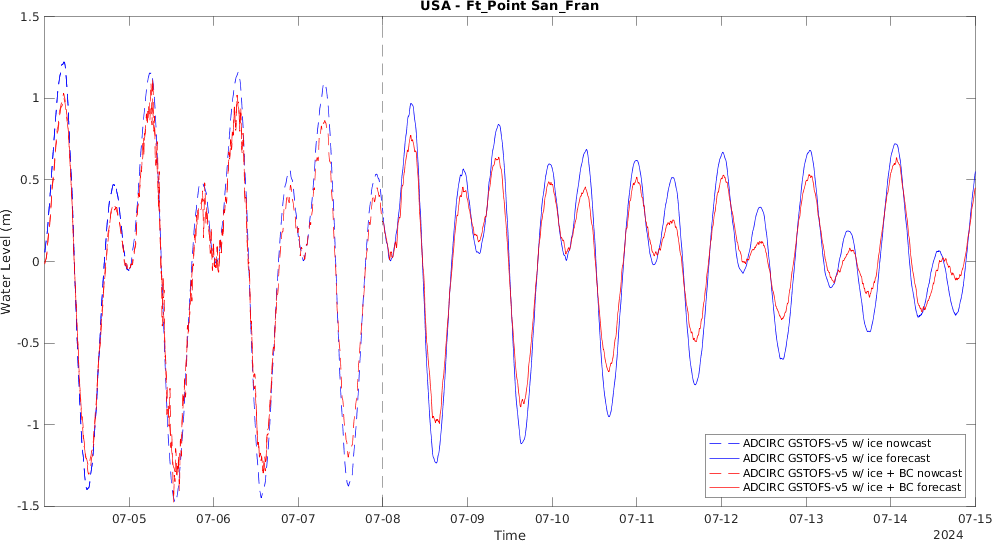 USA - Ft_Point San_Fran
1.5
1
0.5
0
-0.5
-1
-1.5
Water Level (m)
ADCIRC GSTOFS-v5 w/ ice nowcast
ADCIRC GSTOFS-v5 w/ ice forecast
ADCIRC GSTOFS-v5 w/ ice + BC nowcast
ADCIRC GSTOFS-v5 w/ ice + BC forecast
07-05 07-06 07-07 07-08 07-09 07-10 07-11 07-12 07-13 07-14 07-15
Time
2024